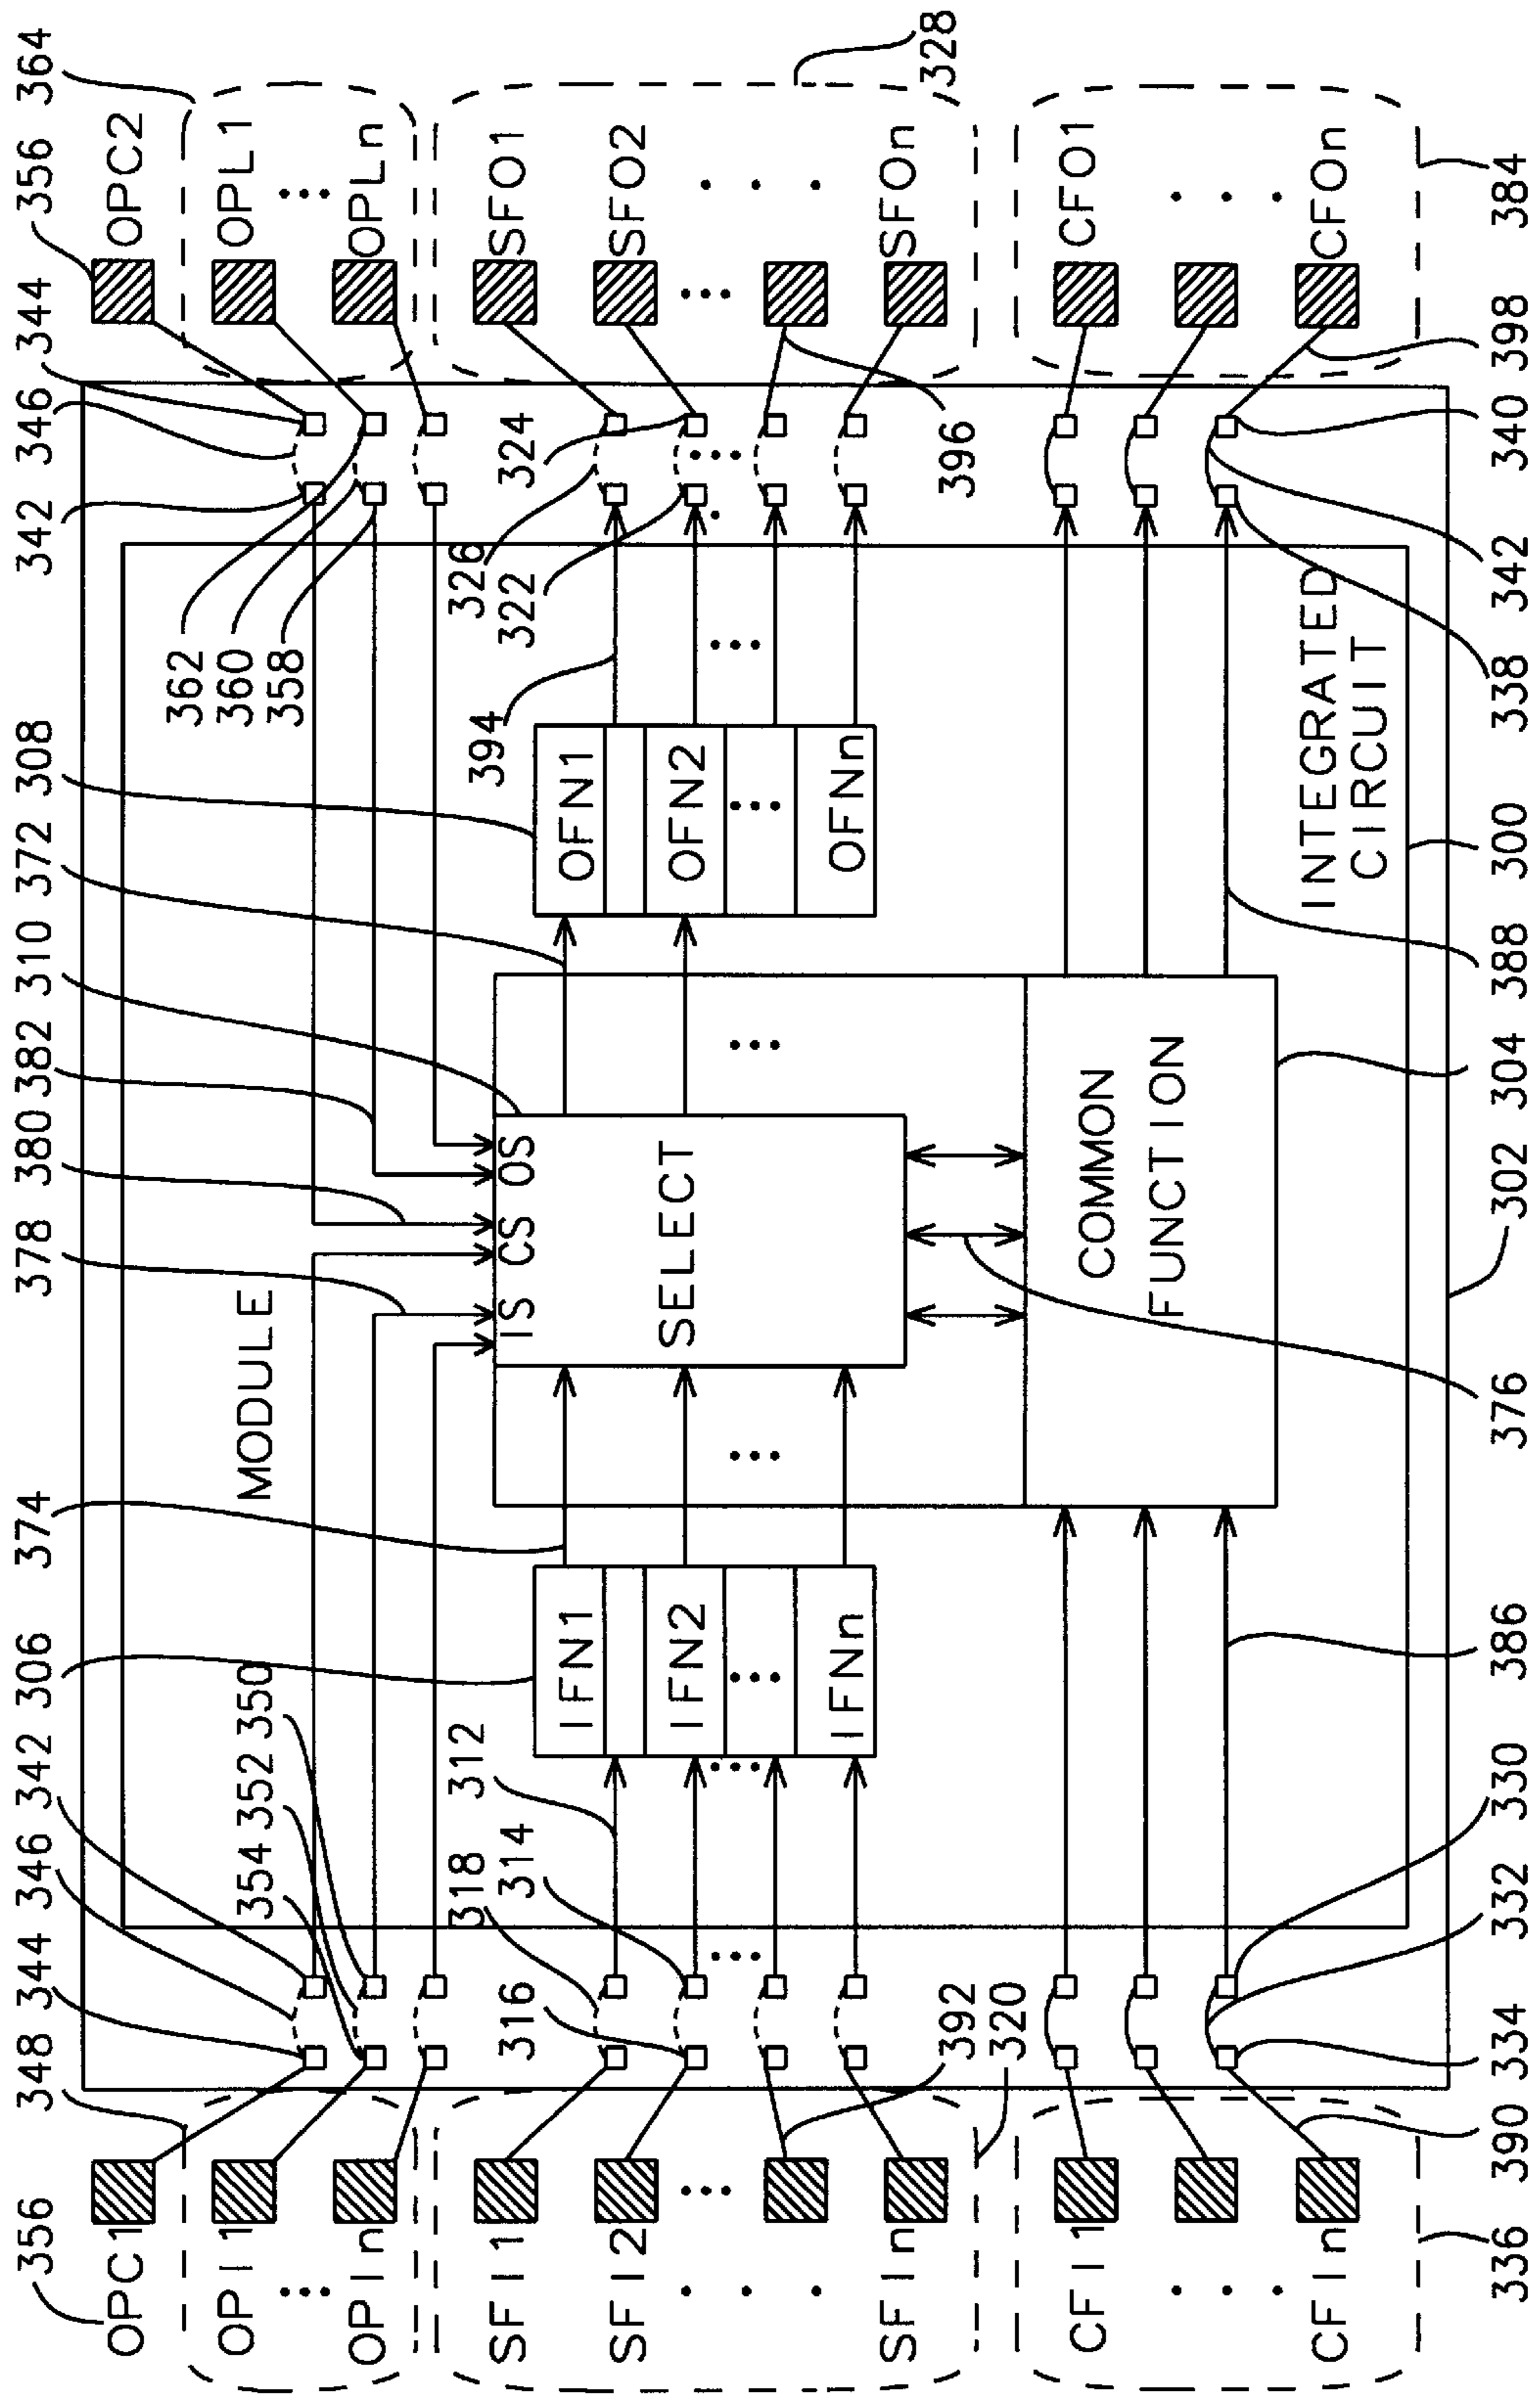 356 348 344 346 342 306 374 378 380 382 310 372 308 342 346 344 356 364
OPC1 OPC2
362
OPI1 354 352 350 MODULE 360 OPL1
358
OPIn OPLn
318 312 394 326
SFI1 IS CS OS SFO1
316 314 322 324
IFN1 OFN1
SFI2 SFO2
IFN2 SELECT OFN2
IFNn OFNn
SFIn SFOn
392 396 328
320
CFI1 COMMON CFO1
FUNCTION
CFIn INTEGRATED CFOn
CIRCUIT
336 390 334 332 330 386 376 302 304 388 300 338 342 340 398 384